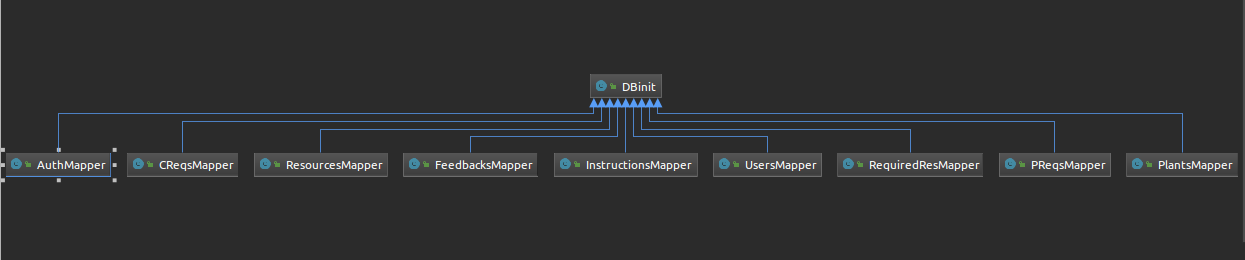 DBinit
AuthMapper CReqsMapper ResourcesMapper FeedbacksMapper InstructionsMapper UsersMapper RequiredResMapper PReqsMapper PlantsMapper